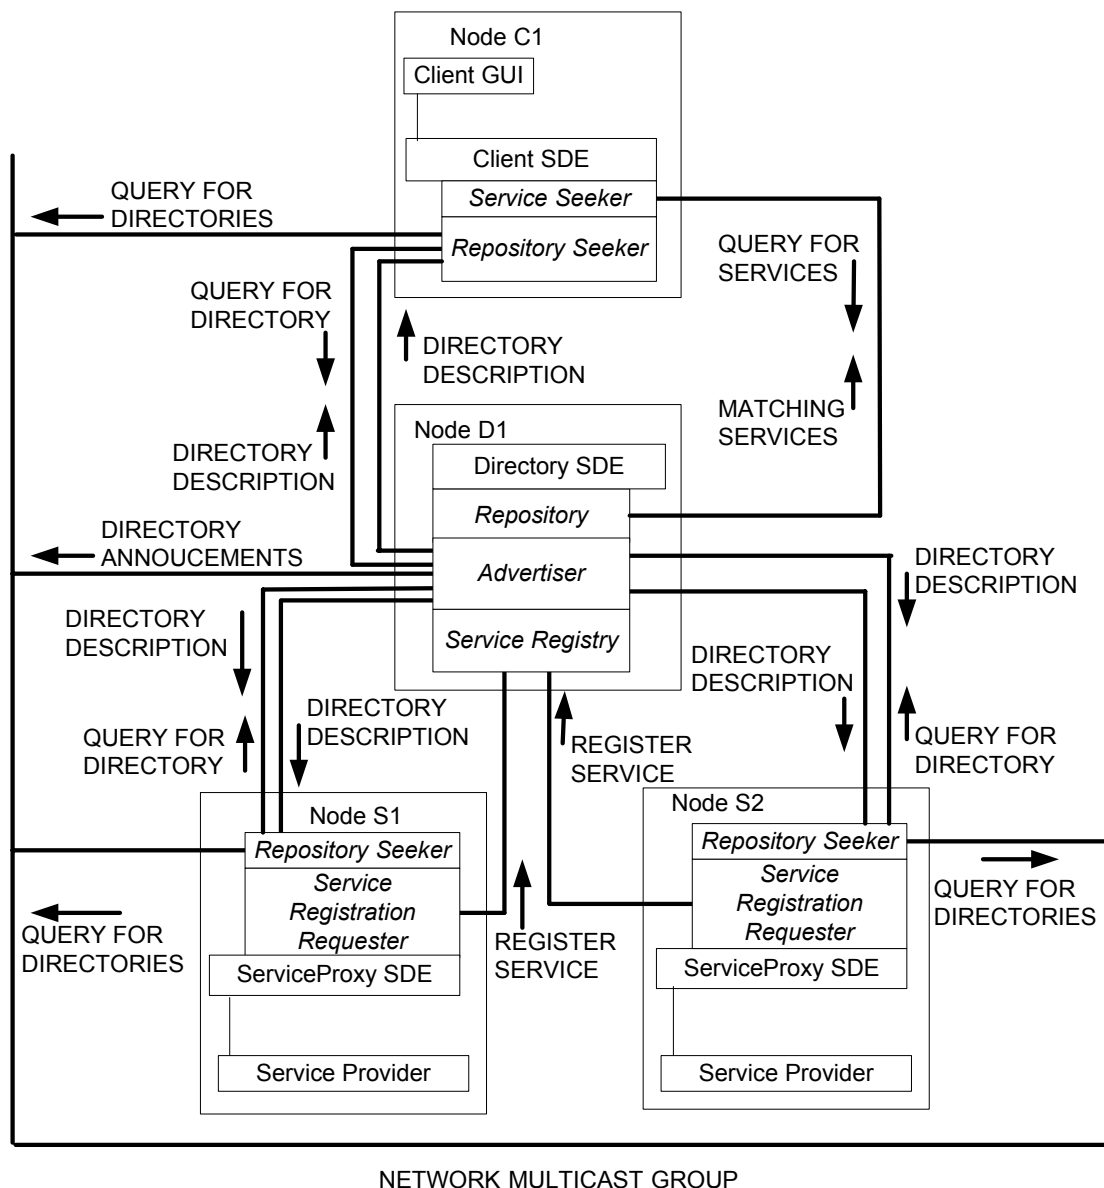 Node C1
Client GUI
Client SDE
Service Seeker
Repository Seeker
QUERY FOR
DIRECTORIES
QUERY FOR
SERVICES
QUERY FOR
DIRECTORY
DIRECTORY
DESCRIPTION
MATCHING
SERVICES
DIRECTORY
DESCRIPTION
Node D1
Directory SDE
Repository
Advertiser
Service Registry
DIRECTORY
ANNOUCEMENTS
DIRECTORY
DESCRIPTION
DIRECTORY
DESCRIPTION
DIRECTORY
DESCRIPTION
DIRECTORY
DESCRIPTION
QUERY FOR
DIRECTORY
REGISTER
SERVICE
QUERY FOR
DIRECTORY
Node S1
Repository Seeker
Service
Registration
Requester
ServiceProxy SDE
Service Provider
QUERY FOR
DIRECTORIES
REGISTER
SERVICE
Node S2
Repository Seeker
Service
Registration
Requester
ServiceProxy SDE
Service Provider
QUERY FOR
DIRECTORIES
NETWORK MULTICAST GROUP